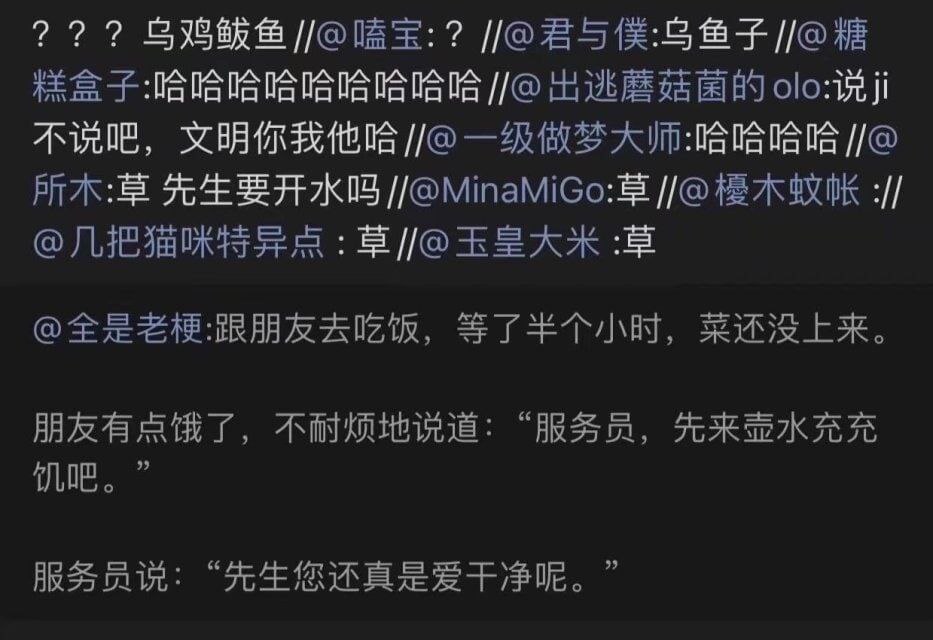 ？？？乌鸡鲅鱼//@嗑宝:？//@君与僕:乌鱼子//@糖
糕盒子:哈哈哈哈哈哈哈哈哈//@出逃蘑菇菌的olo:说ji
不说吧，文明你我他哈//@一级做梦大师:哈哈哈哈//@
所木:草 先生要开水吗//@MinaMiGo:草//@櫌木蚊帐 ://
@几把猫咪特异点 : 草//@玉皇大米 :草
@全是老梗:跟朋友去吃饭，等了半个小时，菜还没上来。
朋友有点饿了，不耐烦地说道：“服务员，先来壶水充充
饥吧。”
服务员说：“先生您还真是爱干净呢。”